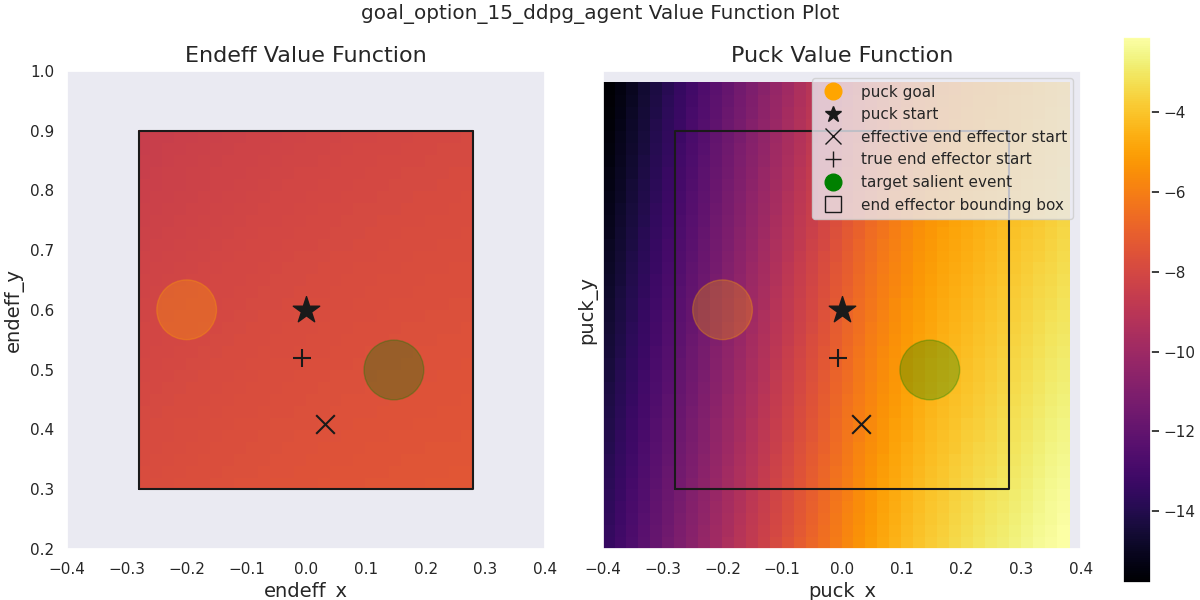 goal_option_15_ddpg_agent Value Function Plot
Endeff Value Function
1.0
0.9
0.8
0.7
0.6
0.5
0.4
0.3
0.2
endeff_y
−0.4 −0.3 −0.2 −0.1 0.0 0.1 0.2 0.3 0.4
endeff_x
Puck Value Function
puck goal
puck start
effective end effector start
true end effector start
target salient event
end effector bounding box
puck_y
−0.4 −0.3 −0.2 −0.1 0.0 0.1 0.2 0.3 0.4
puck_x
−4
−6
−8
−10
−12
−14